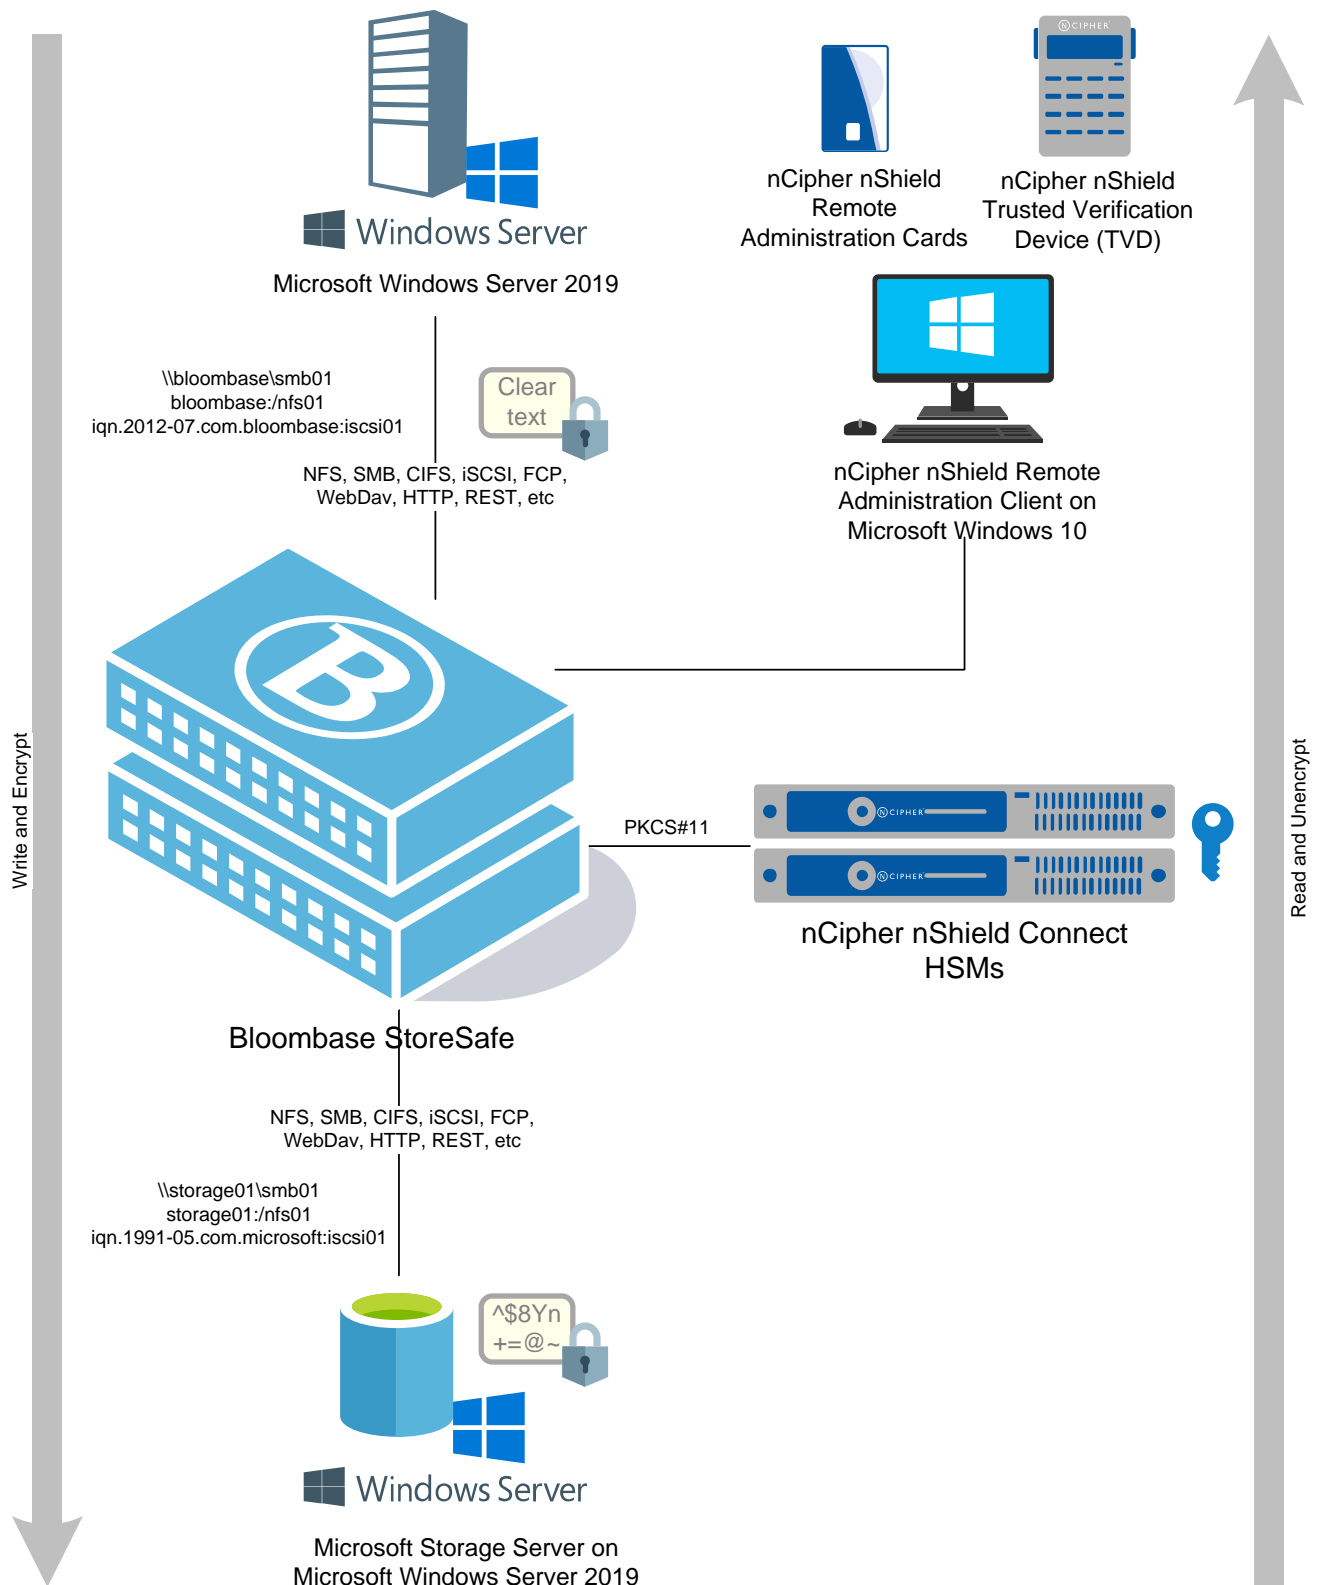 NCIPHER
nCipher nShield
Remote
Administration Cards
nCipher nShield
Trusted Verification
Device (TVD)
Windows Server
Microsoft Windows Server 2019
\\bloombase\smb01
bloombase:/nfs01
iqn.2012-07.com.bloombase:iscsi01
Clear
text
NFS, SMB, CIFS, iSCSI, FCP,
WebDav, HTTP, REST, etc
nCipher nShield Remote
Administration Client on
Microsoft Windows 10
B
Write and Encrypt
Read and Unencrypt
PKCS#11
NCIPHER
NCIPHER
nCipher nShield Connect
HSMs
Bloombase StoreSafe
NFS, SMB, CIFS, iSCSI, FCP,
WebDav, HTTP, REST, etc
\\storage01\smb01
storage01:/nfs01
iqn.1991-05.com.microsoft:iscsi01
^$8Yn
+=@~
Windows Server
Microsoft Storage Server on
Microsoft Windows Server 2019